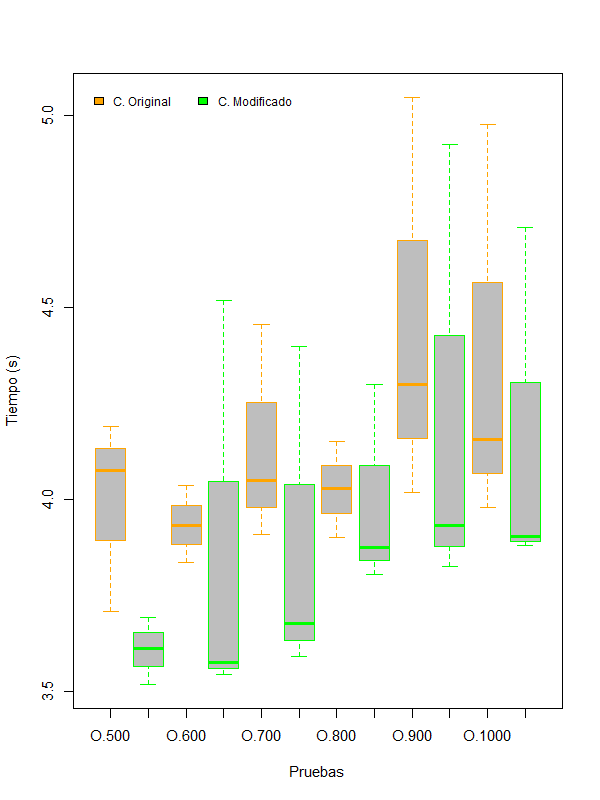 C. Original C. Modificado
5.0
4.5
4.0
3.5
Tiempo (s)
O.500 O.600 O.700 O.800 O.900 O.1000
Pruebas